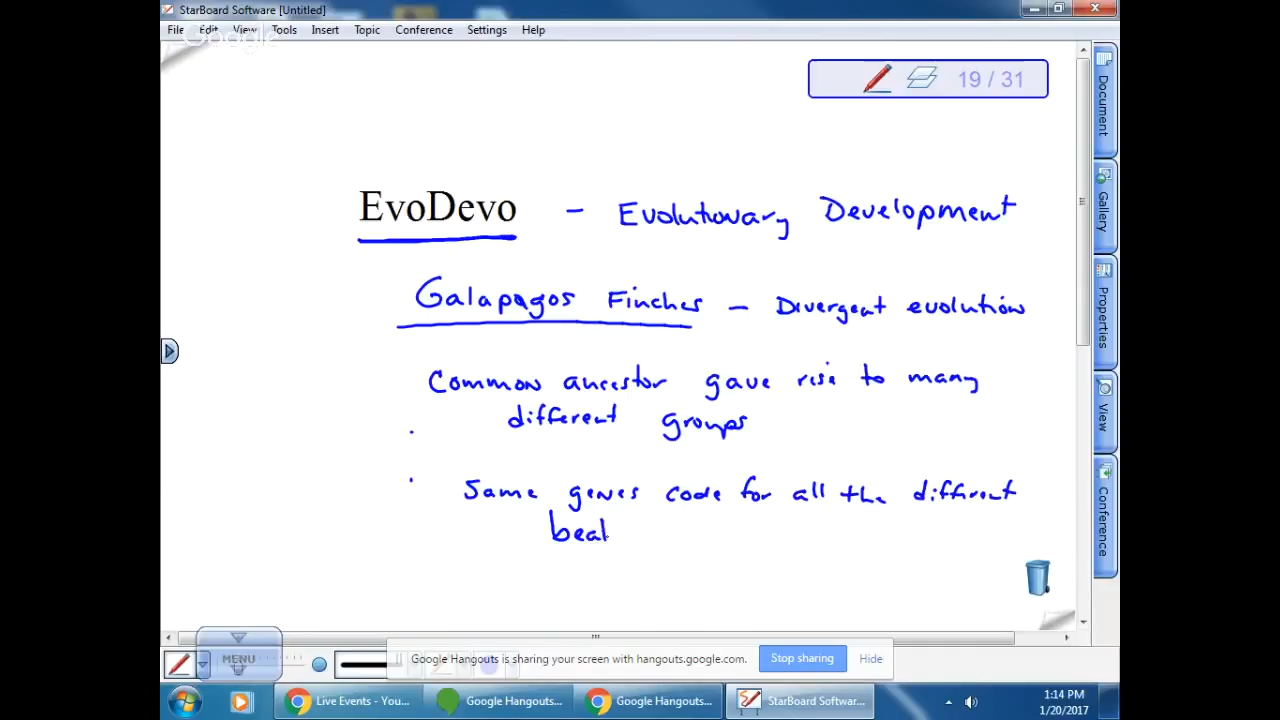 StarBoard Software [Untitled]
File Edit View Tools Insert Topic Conference Settings Help
Google
19 / 31
Document
Gallery
Properties
View
Conference
EvoDevo - Evolutionary Development
Galapagos Finches - Divergent evolution
Common ancestor gave rise to many
different groups
Same genes code for all the different
beak
MENU
Google Hangouts is sharing your screen with hangouts.google.com. Stop sharing Hide
Live Events - You... Google Hangouts... Google Hangouts... StarBoard Softwar...
1:14 PM
1/20/2017